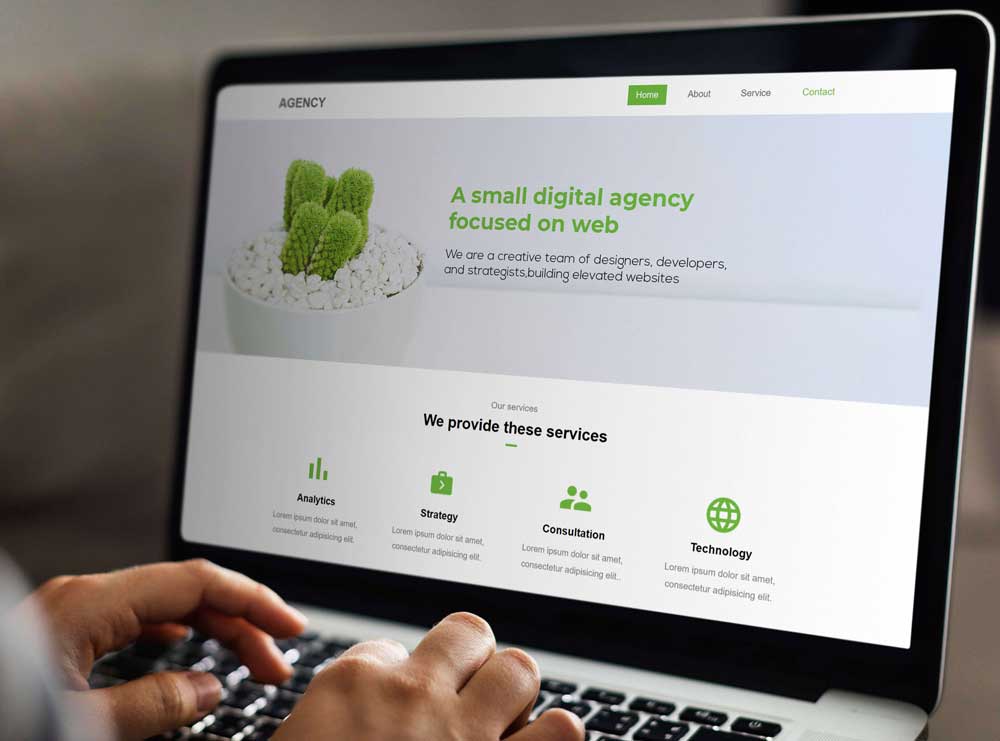 AGENCY
Home About Service Contact
A small digital agency
focused on web
We are a creative team of designers, developers,
and strategists,building elevated websites
Our services
We provide these services
Analytics
Lorem ipsum dolor sit amet,
consectetur adipisicing elit.
Strategy
Lorem ipsum dolor sit amet,
consectetur adipisicing elit.
Consultation
Lorem ipsum dolor sit amet,
consectetur adipisicing elit..
Technology
Lorem ipsum dolor sit amet,
consectetur adipisicing elit.